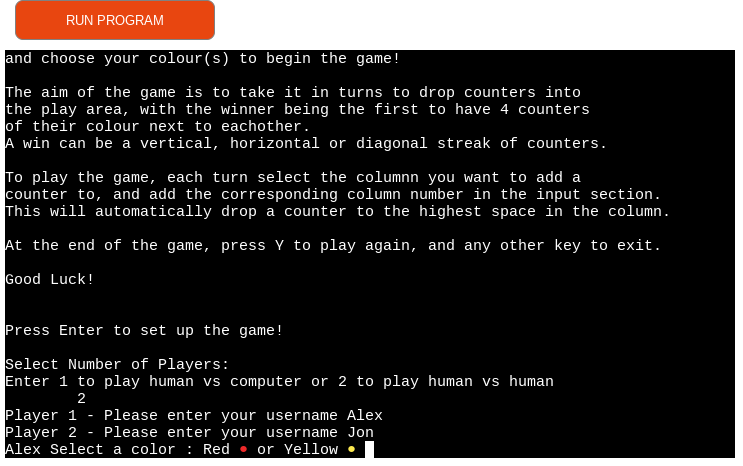 RUN PROGRAM
and choose your colour(s) to begin the game!
The aim of the game is to take it in turns to drop counters into
the play area, with the winner being the first to have 4 counters
of their colour next to eachother.
A win can be a vertical, horizontal or diagonal streak of counters.
To play the game, each turn select the columnn you want to add a
counter to, and add the corresponding column number in the input section.
This will automatically drop a counter to the highest space in the column.
At the end of the game, press Y to play again, and any other key to exit.
Good Luck!
Press Enter to set up the game!
Select Number of Players:
Enter 1 to play human vs computer or 2 to play human vs human
2
Player 1 - Please enter your username Alex
Player 2 - Please enter your username Jon
Alex Select a color : Red ● or Yellow ●